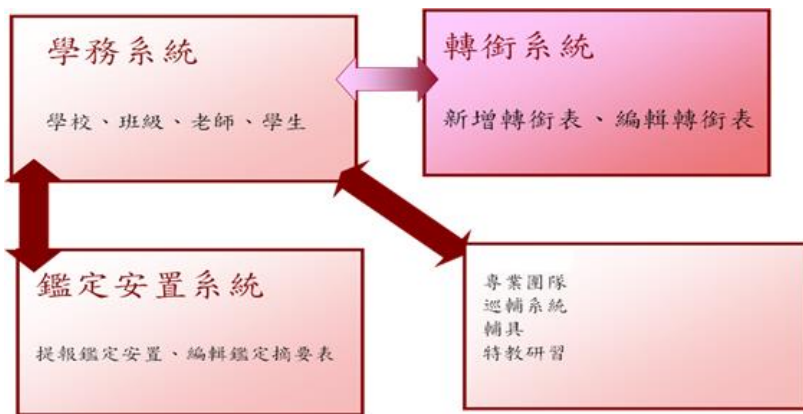 學務系統
學校、班級、老師、學生
轉銜系統
新增轉銜表、編輯轉銜表
鑑定安置系統
提報鑑定安置、編輯鑑定摘要表
專業團隊
巡輔系統
輔具
特教研習